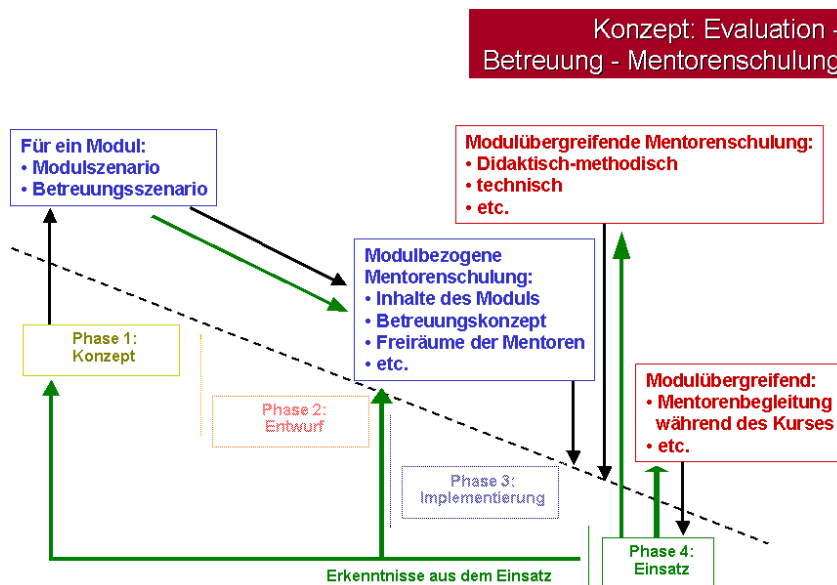 Konzept: Evaluation -
Betreuung - Mentorenschulung
Für ein Modul:
• Modulszenario
• Betreuungsszenario
Modulübergreifende Mentorenschulung:
• Didaktisch-methodisch
• technisch
• etc.
Modulbezogene
Mentorenschulung:
• Inhalte des Moduls
• Betreuungskonzept
• Freiräume der Mentoren
• etc.
Phase 1:
Konzept
Phase 2:
Entwurf
Modulübergreifend:
• Mentorenbegleitung
während des Kurses
• etc.
Phase 3:
Implementierung
Phase 4:
Einsatz
Erkenntnisse aus dem Einsatz